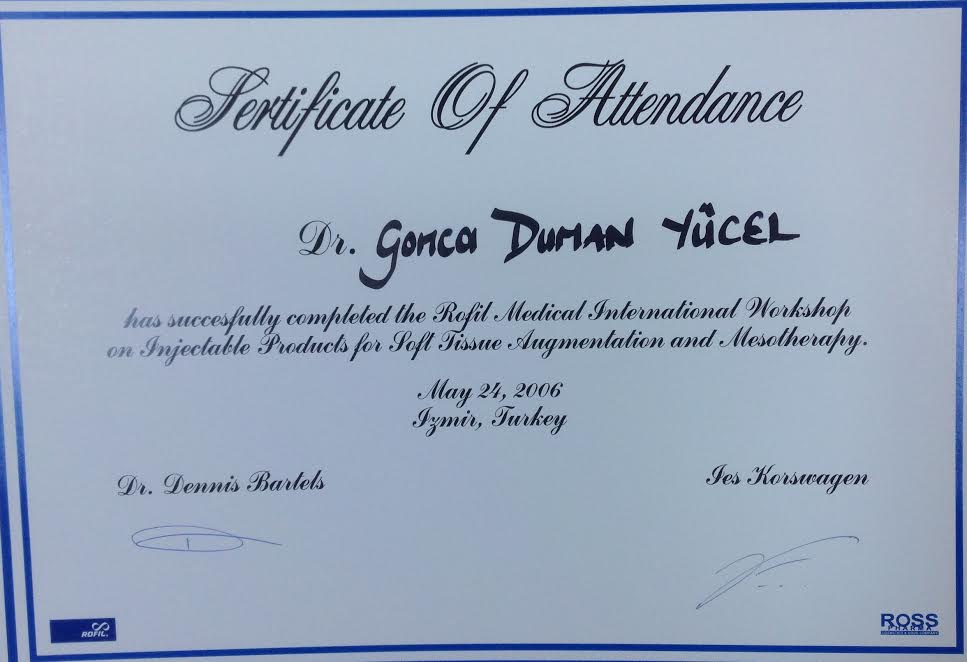 Sertificate Of Attendance
Dr. Gonca DUMAN YÜCEL
has succesfully completed the Rofil Medical International Workshop
on Injectable Products for Soft Tissue Augmentation and Mesotherapy.
May 24, 2006
Izmir, Turkey
Dr. Dennis Bartels
Ies Korswagen
ROFIL.
ROSS
PHARMA